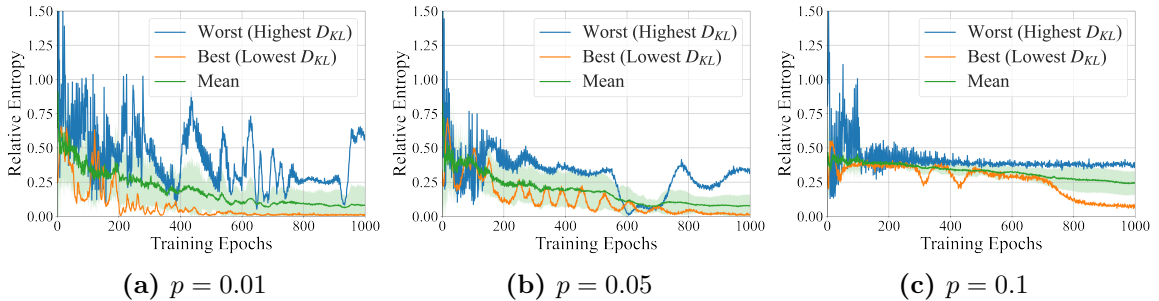 1.50
1.25
1.00
0.75
0.50
0.25
0.00
Relative Entropy
Worst (Highest D_{KL})
Best (Lowest D_{KL})
Mean
0 200 400 600 800 1000
Training Epochs
(a) p = 0.01
1.50
1.25
1.00
0.75
0.50
0.25
0.00
Relative Entropy
Worst (Highest D_{KL})
Best (Lowest D_{KL})
Mean
0 200 400 600 800 1000
Training Epochs
(b) p = 0.05
1.50
1.25
1.00
0.75
0.50
0.25
0.00
Relative Entropy
Worst (Highest D_{KL})
Best (Lowest D_{KL})
Mean
0 200 400 600 800 1000
Training Epochs
(c) p = 0.1